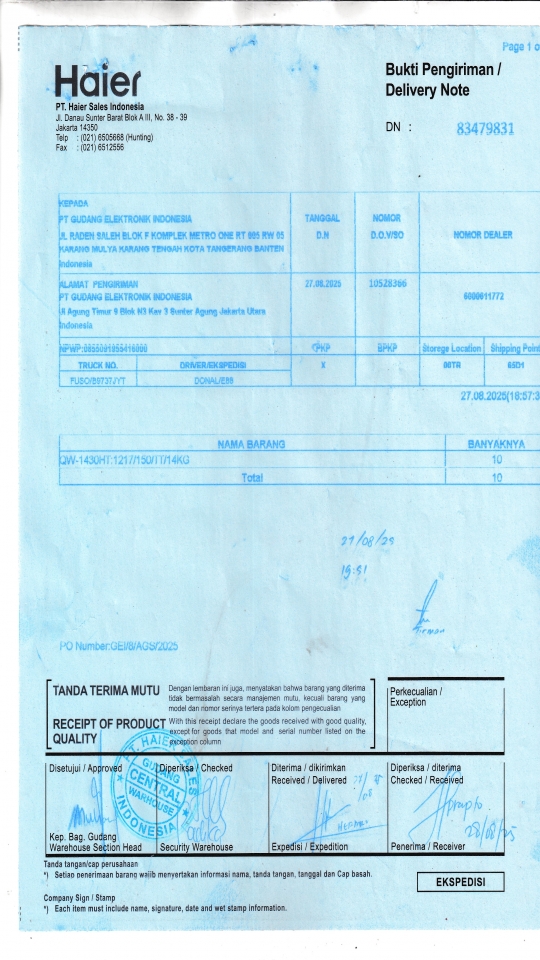 Page 1 o
Haier
Bukti Pengiriman /
Delivery Note
PT. Haier Sales Indonesia
Jl. Danau Sunter Barat Blok A III, No. 38 - 39
Jakarta 14350
Telp : (021) 6505668 (Hunting)
Fax : (021) 6512556
DN : 83479831
KEPADA
PT GUDANG ELEKTRONIK INDONESIA
JL RADEN SALEH BLOK F KOMPLEK METRO ONE RT 005 RW 05
KARANG MULYA KARANG TENGAH KOTA TANGERANG BANTEN
Indonesia
TANGGAL
D.N
NOMOR
D.O.V/SO
NOMOR DEALER
ALAMAT PENGIRIMAN
PT GUDANG ELEKTRONIK INDONESIA
Agung Timur 9 Blok N3 Kav 3 Sunter Agung Jakarta Utara
Indonesia
27.08.2025
10528366
6000011772
NPWP:
CPKP
BPKP
Storege Location
Shipping Point
TRUCK NO.
DRIVER/EKSPEDISI
X
00TR
65D1
FUSO/B9737JYT
DONAL/E88
27.08.2025(18:57:3
NAMA BARANG
BANYAKNYA
QW-1430HT:1217/150/TT/14KG
10
Total
10
27/08/25
19:51
Firman
PO Number:GEI/8/AGS/2025
TANDA TERIMA MUTU
Dengan lembaran ini juga, menyatakan bahwa barang yang diterima
tidak bermasalah secara manajemen mutu, kecuali barang yang
model dan nomor serinya tertera pada kolom pengecualian
RECEIPT OF PRODUCT
QUALITY
With this receipt declare the goods received with good quality,
except for goods that model and serial number listed on the
exception column
Perkecualian /
Exception
Disetujui / Approved
Diperiksa / Checked
Diterima / dikirimkan
Received / Delivered
Diperiksa / diterima
Checked / Received
PT. HAIER SALES
INDONESIA
GUDANG
CENTRAL
WARHOUSE
28/08/25
Kep. Bag. Gudang
Warehouse Section Head
Security Warehouse
Expedisi / Expedition
Penerima / Receiver
Tanda tangan/cap perusahaan
*) Setiap penerimaan barang wajib menyertakan informasi nama, tanda tangan, tanggal dan Cap basah.
EKSPEDISI
Company Sign / Stamp
*) Each item must include name, signature, date and wet stamp information.